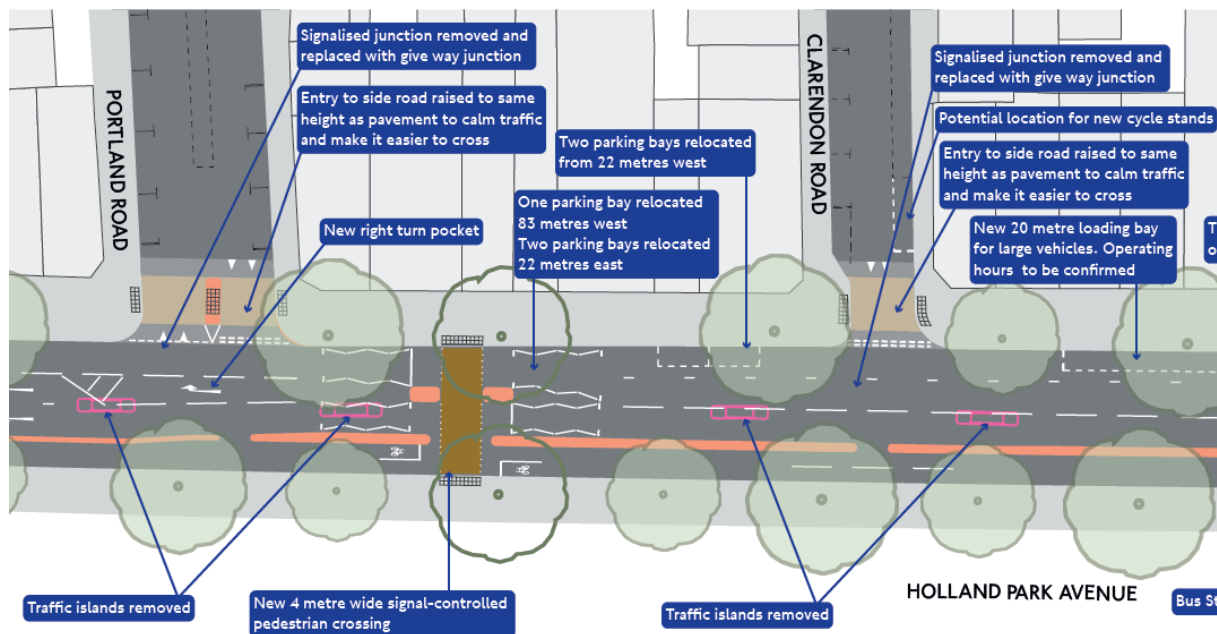 Signalised junction removed and
replaced with give way junction
PORTLAND ROAD
Entry to side road raised to same
height as pavement to calm traffic
and make it easier to cross
New right turn pocket
Two parking bays relocated
from 22 metres west
One parking bay relocated
83 metres west
Two parking bays relocated
22 metres east
CLARENDON ROAD
Signalised junction removed and
replaced with give way junction
Potential location for new cycle stands
Entry to side road raised to same
height as pavement to calm traffic
and make it easier to cross
New 20 metre loading bay
for large vehicles. Operating
hours to be confirmed
Traffic islands removed
New 4 metre wide signal-controlled
pedestrian crossing
Traffic islands removed
HOLLAND PARK AVENUE
Bus St